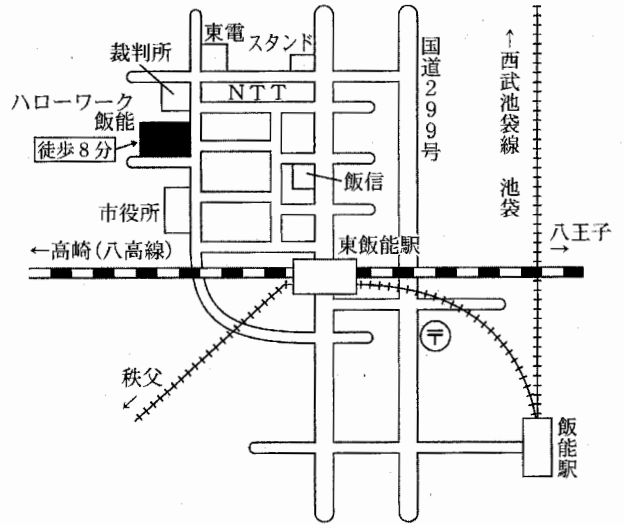 東電
スタンド
裁判所
NTT
国道299号
↑西武池袋線 池袋
ハローワーク
飯能
徒歩8分
飯信
市役所
東飯能駅
八王子
→
←高崎(八高線)
〒
秩父
↙
飯能駅